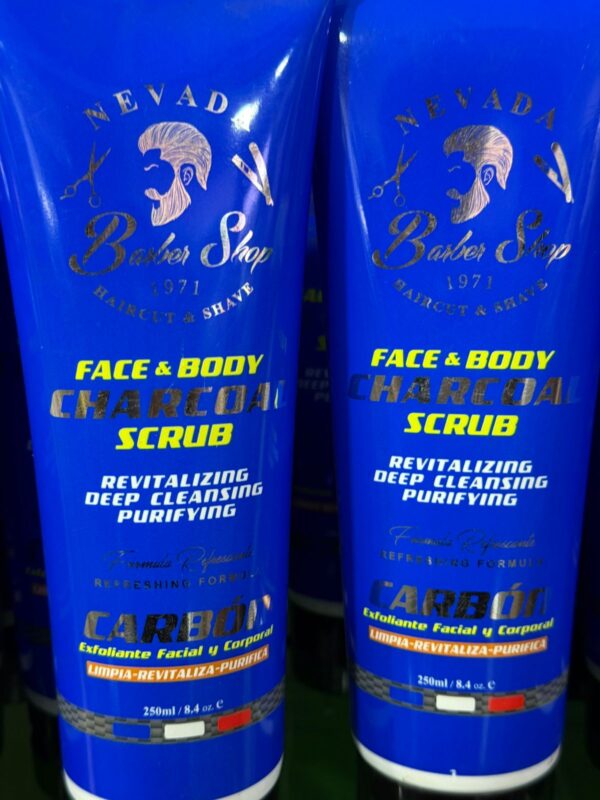 NEVADA
Barber Shop
1971
HAIRCUT & SHAVE
FACE & BODY
CHARCOAL
SCRUB
REVITALIZING
DEEP CLEANSING
PURIFYING
Formula Refrescante
REFRESHING FORMULA
CARBÓN
Exfoliante Facial y Corporal
LIMPIA-REVITALIZA-PURIFICA
250ml / 8.4 oz. e
NEVADA
Barber Shop
1971
HAIRCUT & SHAVE
FACE & BODY
CHARCOAL
SCRUB
REVITALIZING
DEEP CLEANSING
PURIFYING
Formula Refrescante
REFRESHING FORMULA
CARBÓN
Exfoliante Facial y Corporal
LIMPIA-REVITALIZA-PURIFICA
250ml / 8.4 oz. e